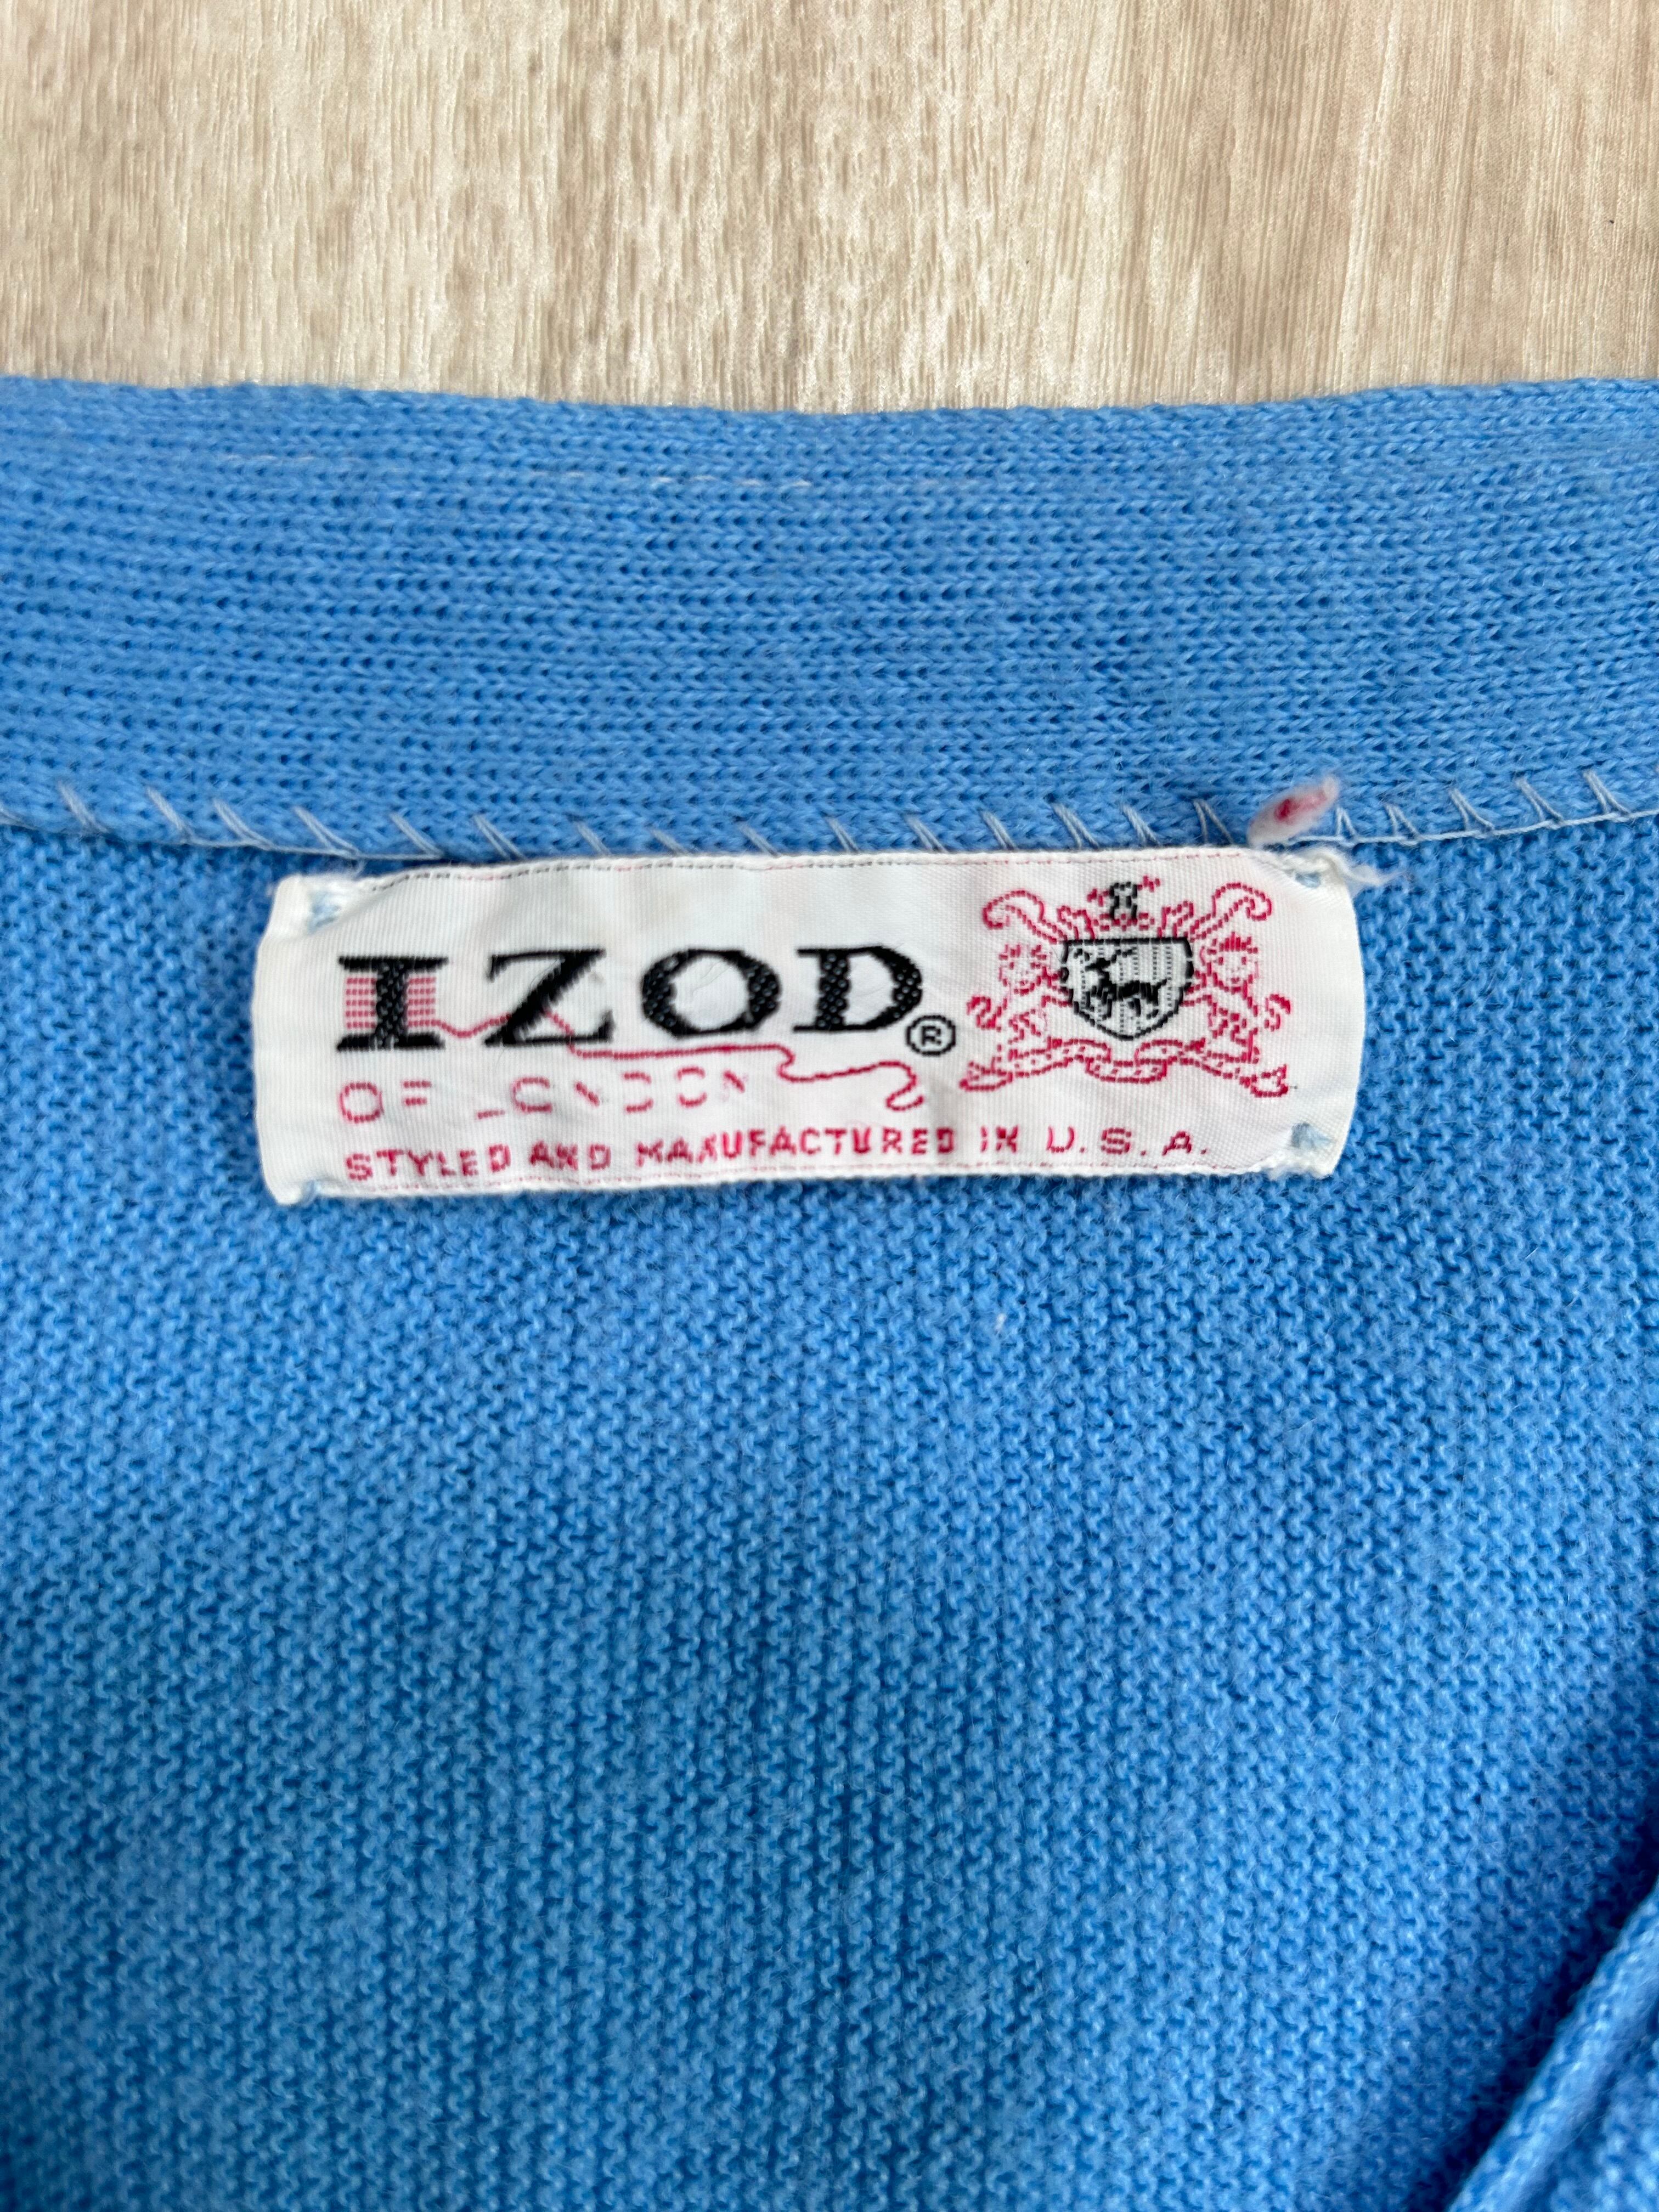 IZOD®
OF LONDON
STYLED AND MANUFACTURED IN U.S.A.